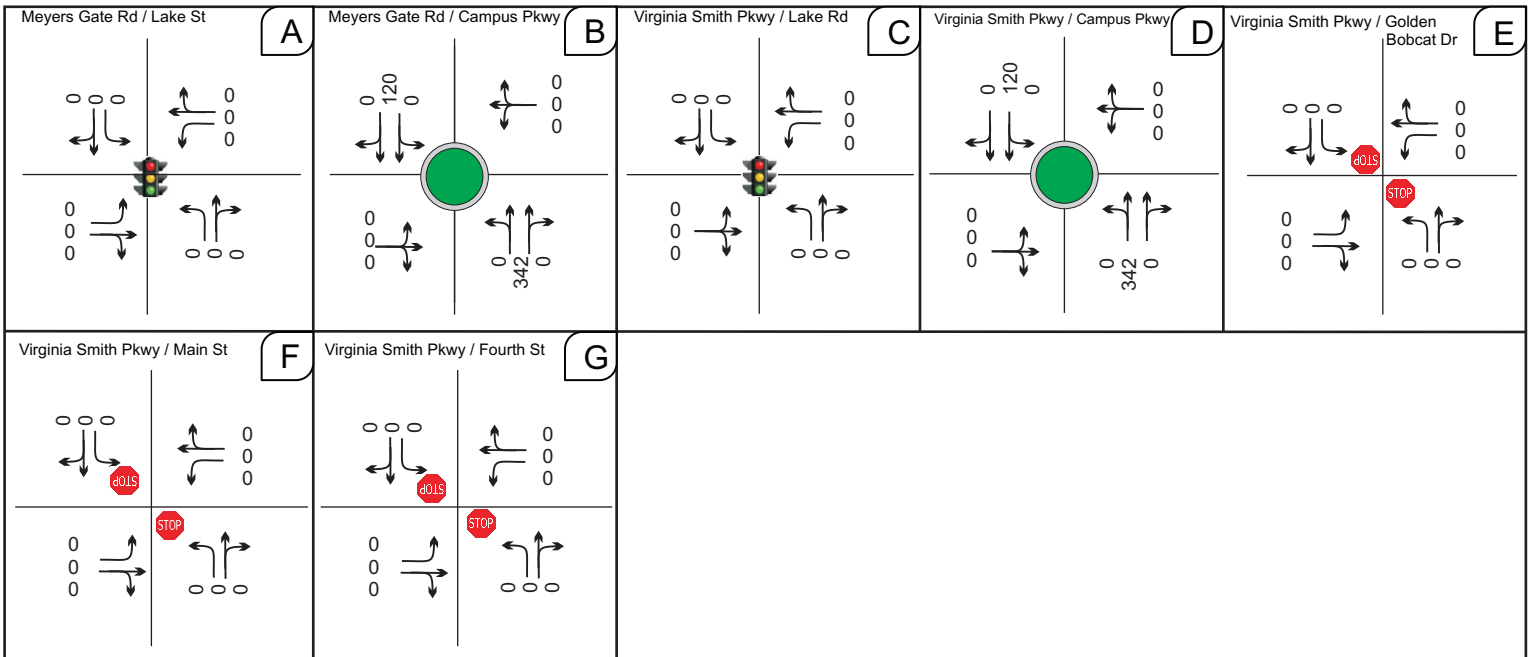 Meyers Gate Rd / Lake St
A
0 0 0
0
0
0
0
0
0
0 0 0
Meyers Gate Rd / Campus Pkwy
B
0 120 0
0
0
0
0
0
0
0 342 0
Virginia Smith Pkwy / Lake Rd
C
0 0 0
0
0
0
0
0
0
0 0 0
Virginia Smith Pkwy / Campus Pkwy
D
0 120 0
0
0
0
0
0
0
0 342 0
Virginia Smith Pkwy / Golden
Bobcat Dr
E
0 0 0
0
0
0
STOP
STOP
0
0
0
0 0 0
Virginia Smith Pkwy / Main St
F
0 0 0
0
0
0
STOP
STOP
0
0
0
0 0 0
Virginia Smith Pkwy / Fourth St
G
0 0 0
0
0
0
STOP
STOP
0
0
0
0 0 0